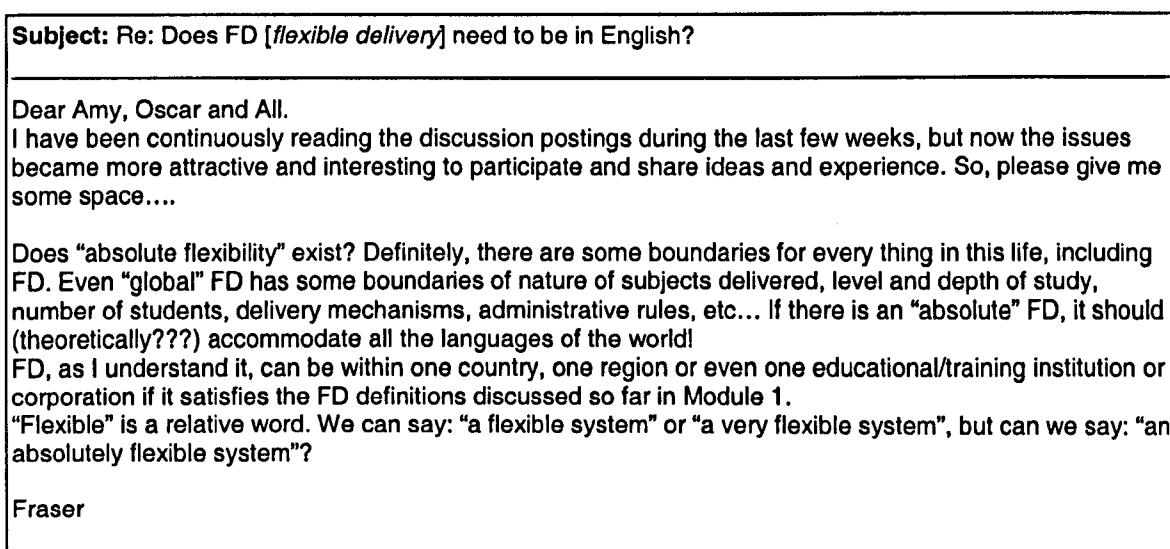 Subject: Re: Does FD [flexible delivery] need to be in English?
Dear Amy, Oscar and All.
I have been continuously reading the discussion postings during the last few weeks, but now the issues
became more attractive and interesting to participate and share ideas and experience. So, please give me
some space....
Does “absolute flexibility” exist? Definitely, there are some boundaries for every thing in this life, including
FD. Even “global” FD has some boundaries of nature of subjects delivered, level and depth of study,
number of students, delivery mechanisms, administrative rules, etc... If there is an “absolute” FD, it should
(theoretically???) accommodate all the languages of the world!
FD, as I understand it, can be within one country, one region or even one educational/training institution or
corporation if it satisfies the FD definitions discussed so far in Module 1.
“Flexible” is a relative word. We can say: “a flexible system” or “a very flexible system”, but can we say: “an
absolutely flexible system”?
Fraser